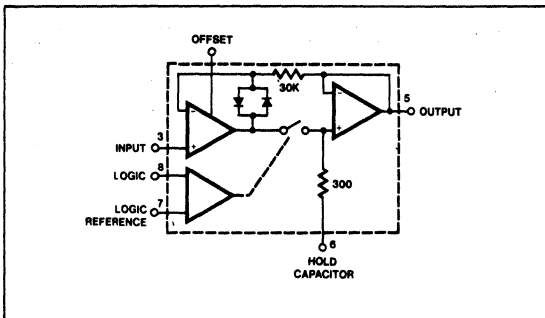 OFFSET
30K
5
OUTPUT
3
INPUT
8
LOGIC
300
7
LOGIC
REFERENCE
6
HOLD
CAPACITOR